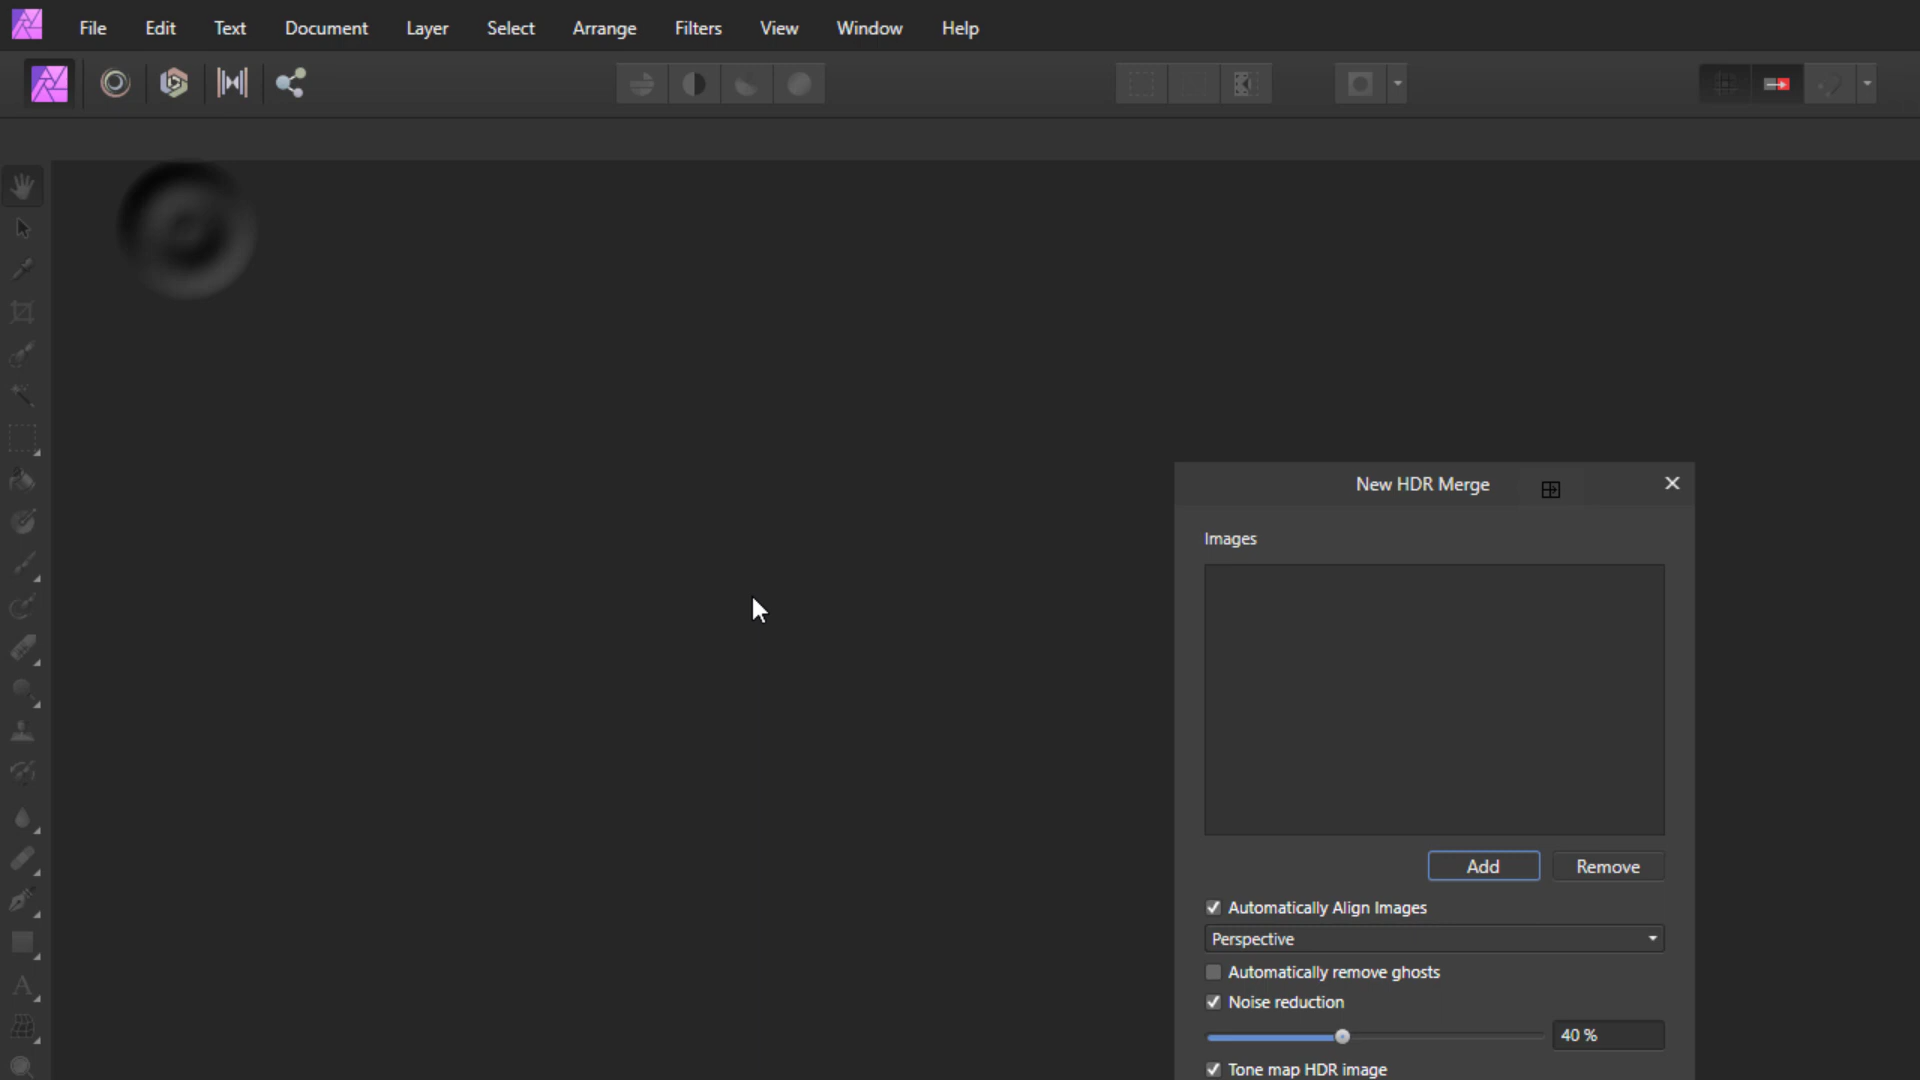 File Edit Text Document Layer Select Arrange Filters View Window Help
New HDR Merge
Images
Add Remove
Automatically Align Images
Perspective
Automatically remove ghosts
Noise reduction
40 %
Tone map HDR image